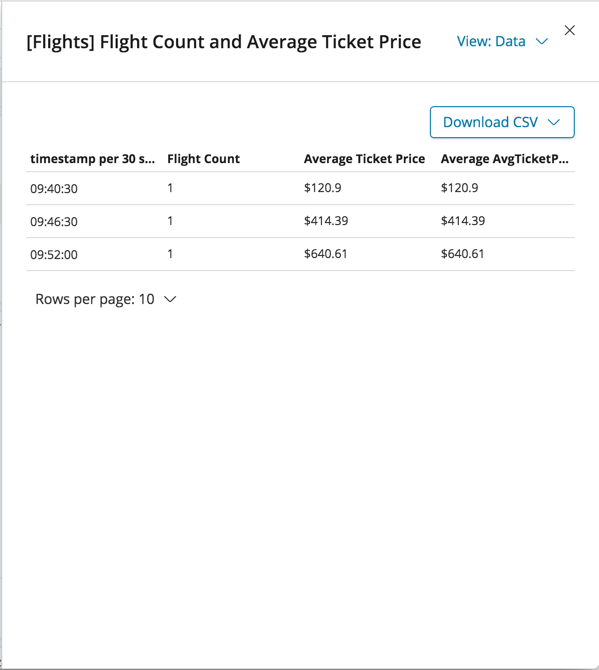 [Flights] Flight Count and Average Ticket Price
View: Data
Download CSV
timestamp per 30 s... Flight Count Average Ticket Price Average AvgTicketP...
09:40:30 1 $120.9 $120.9
09:46:30 1 $414.39 $414.39
09:52:00 1 $640.61 $640.61
Rows per page: 10